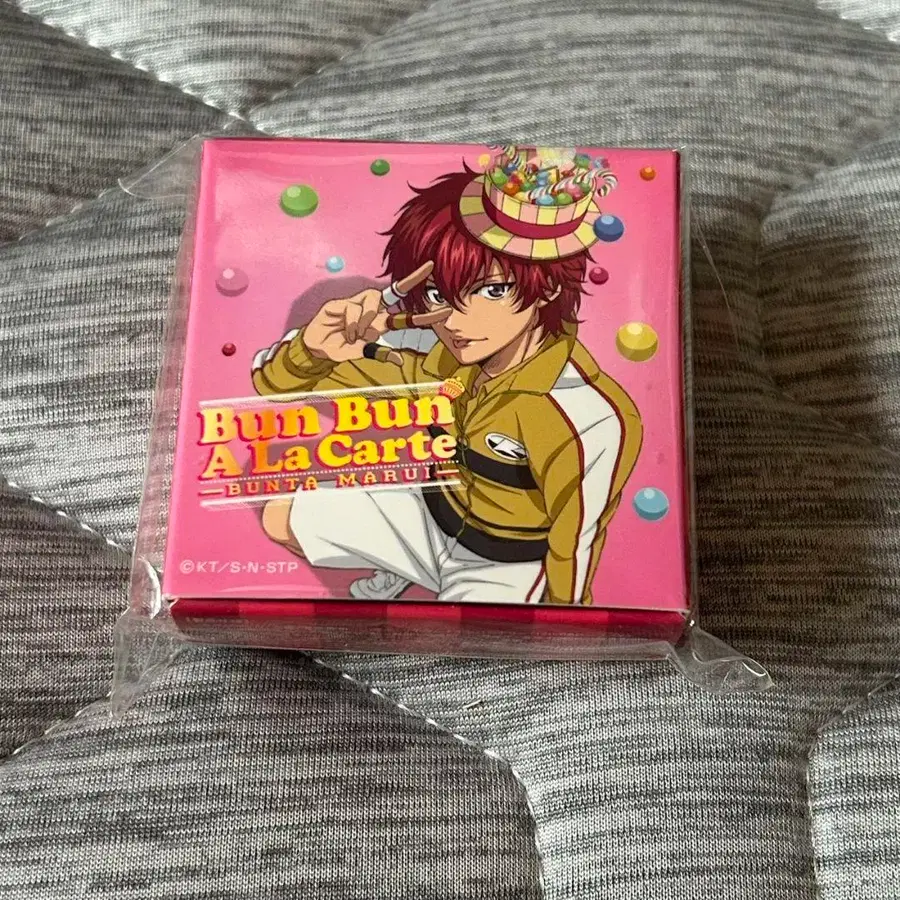 Bun Bun
A La Carte
BUNTA MARUI
©KT/S·N·STP